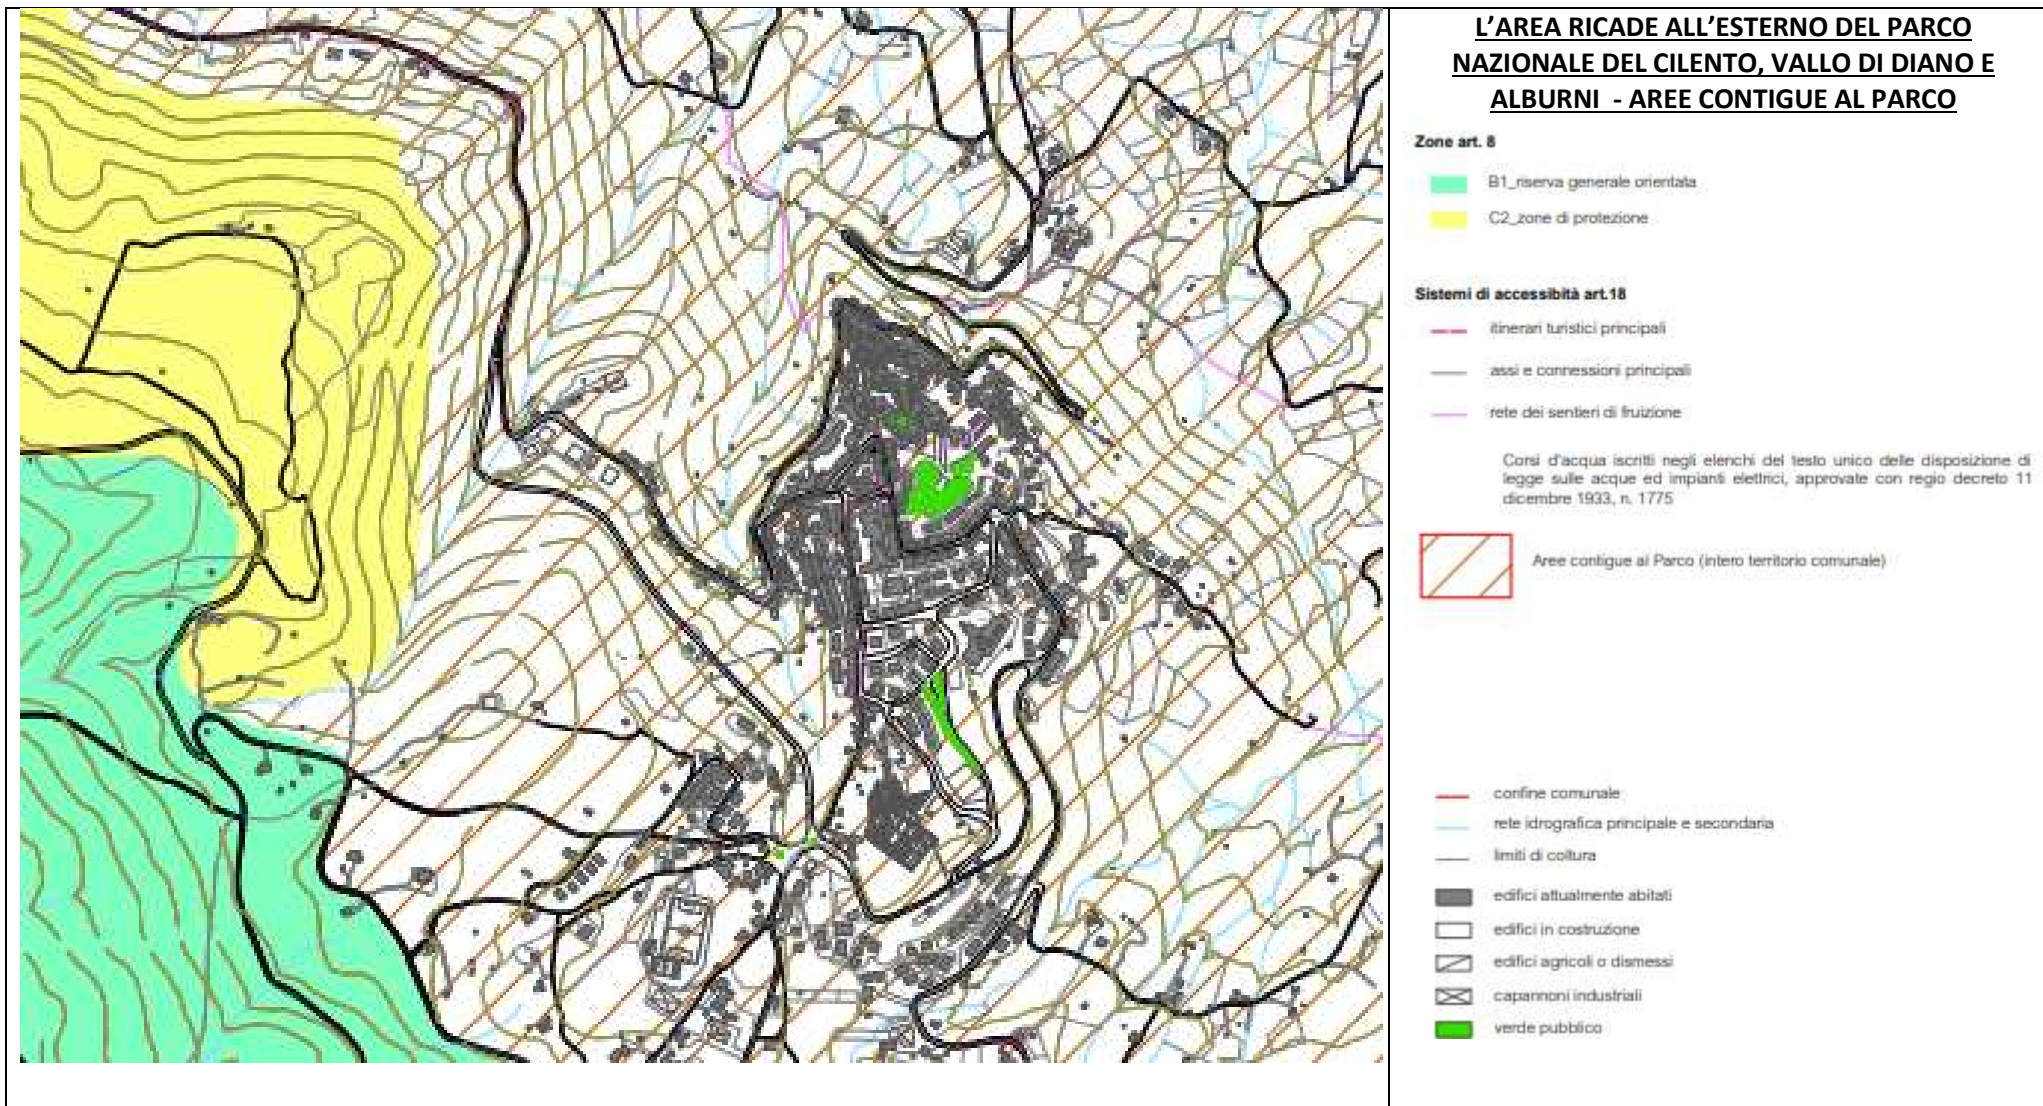 L'AREA RICADE ALL'ESTERNO DEL PARCO
NAZIONALE DEL CILENTO, VALLO DI DIANO E
ALBURNI - AREE CONTIGUE AL PARCO
Zone art. 8
B1_riserva generale orientata
C2_zone di protezione
Sistemi di accessibità art.18
itinerari turistici principali
assi e connessioni principali
rete dei sentieri di fruizione
Corsi d'acqua iscritti negli elenchi del testo unico delle disposizione di
legge sulle acque ed impianti elettrici, approvate con regio decreto 11
dicembre 1933, n. 1775
Aree contigue al Parco (intero territorio comunale)
confine comunale
rete idrografica principale e secondaria
limiti di coltura
edifici attualmente abitati
edifici in costruzione
edifici agricoli o dismessi
capannoni industriali
verde pubblico